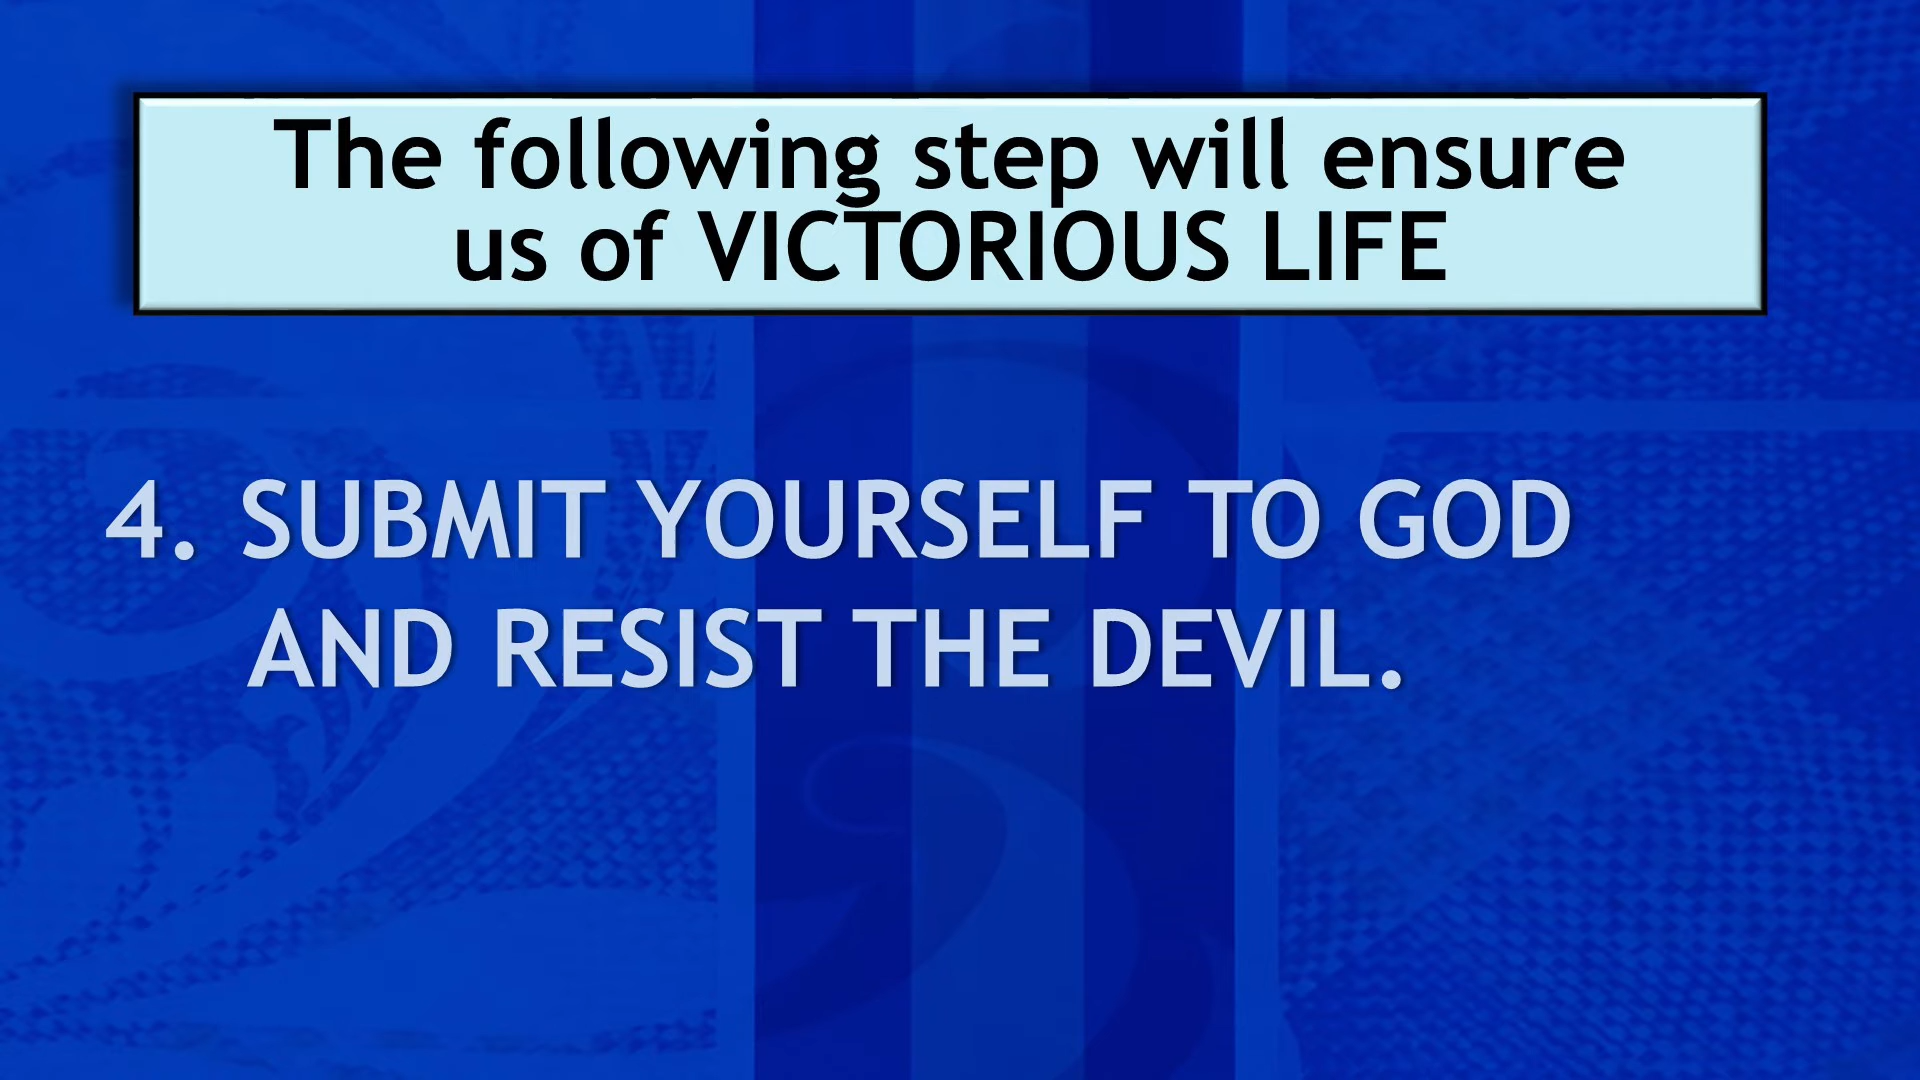 The following step will ensure
us of VICTORIOUS LIFE
4. SUBMIT YOURSELF TO GOD
AND RESIST THE DEVIL.